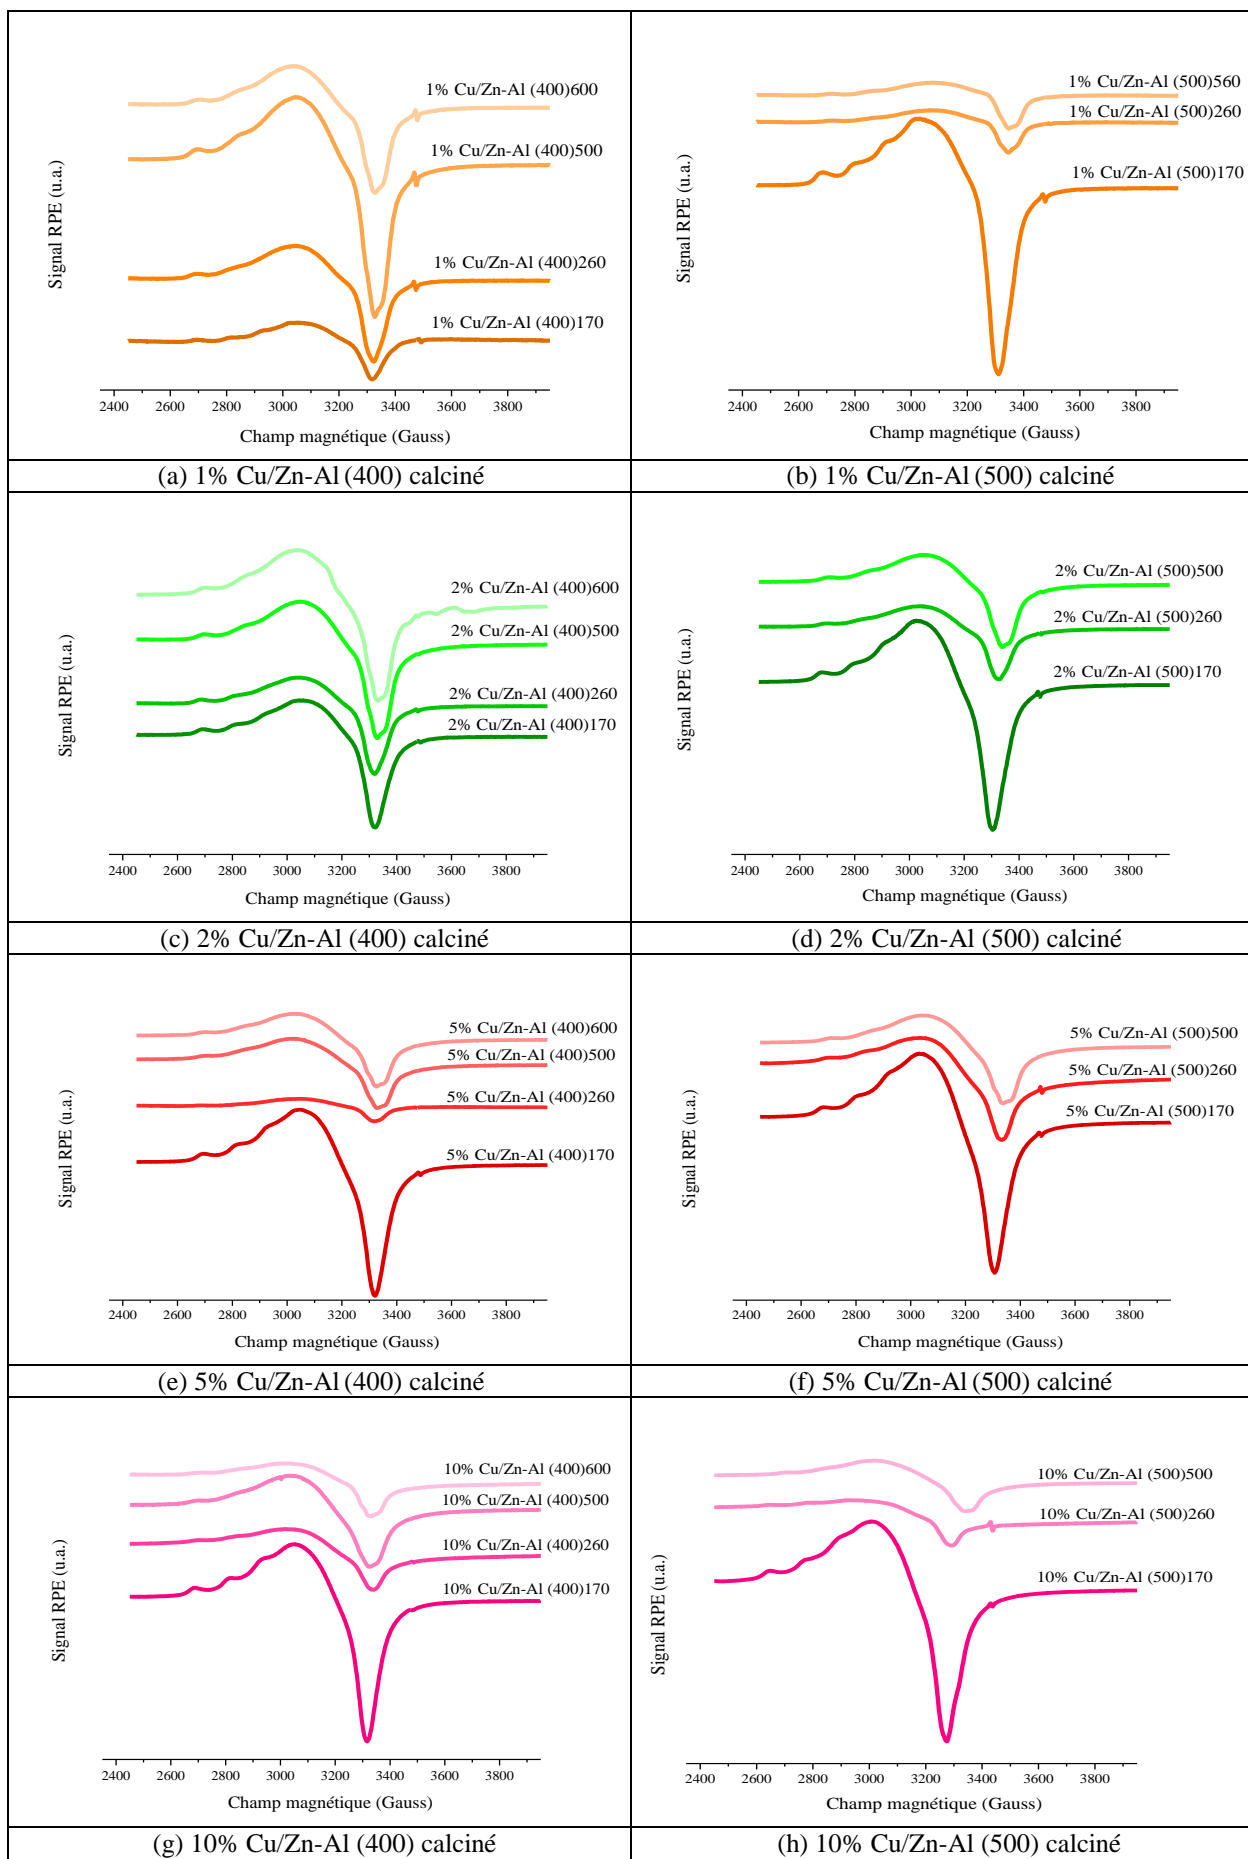 1% Cu/Zn-Al (400)600
1% Cu/Zn-Al (400)500
1% Cu/Zn-Al (400)260
1% Cu/Zn-Al (400)170
Signal RPE (u.a.)
2400 2600 2800 3000 3200 3400 3600 3800
Champ magnétique (Gauss)
(a) 1% Cu/Zn-Al (400) calciné
1% Cu/Zn-Al (500)560
1% Cu/Zn-Al (500)260
1% Cu/Zn-Al (500)170
Signal RPE (u.a.)
2400 2600 2800 3000 3200 3400 3600 3800
Champ magnétique (Gauss)
(b) 1% Cu/Zn-Al (500) calciné
2% Cu/Zn-Al (400)600
2% Cu/Zn-Al (400)500
2% Cu/Zn-Al (400)260
2% Cu/Zn-Al (400)170
Signal RPE (u.a.)
2400 2600 2800 3000 3200 3400 3600 3800
Champ magnétique (Gauss)
(c) 2% Cu/Zn-Al (400) calciné
2% Cu/Zn-Al (500)500
2% Cu/Zn-Al (500)260
2% Cu/Zn-Al (500)170
Signal RPE (u.a.)
2400 2600 2800 3000 3200 3400 3600 3800
Champ magnétique (Gauss)
(d) 2% Cu/Zn-Al (500) calciné
5% Cu/Zn-Al (400)600
5% Cu/Zn-Al (400)500
5% Cu/Zn-Al (400)260
5% Cu/Zn-Al (400)170
Signal RPE (u.a.)
2400 2600 2800 3000 3200 3400 3600 3800
Champ magnétique (Gauss)
(e) 5% Cu/Zn-Al (400) calciné
5% Cu/Zn-Al (500)500
5% Cu/Zn-Al (500)260
5% Cu/Zn-Al (500)170
Signal RPE (u.a.)
2400 2600 2800 3000 3200 3400 3600 3800
Champ magnétique (Gauss)
(f) 5% Cu/Zn-Al (500) calciné
10% Cu/Zn-Al (400)600
10% Cu/Zn-Al (400)500
10% Cu/Zn-Al (400)260
10% Cu/Zn-Al (400)170
Signal RPE (u.a.)
2400 2600 2800 3000 3200 3400 3600 3800
Champ magnétique (Gauss)
(g) 10% Cu/Zn-Al (400) calciné
10% Cu/Zn-Al (500)500
10% Cu/Zn-Al (500)260
10% Cu/Zn-Al (500)170
Signal RPE (u.a.)
2400 2600 2800 3000 3200 3400 3600 3800 4000
Champ magnétique (Gauss)
(h) 10% Cu/Zn-Al (500) calciné